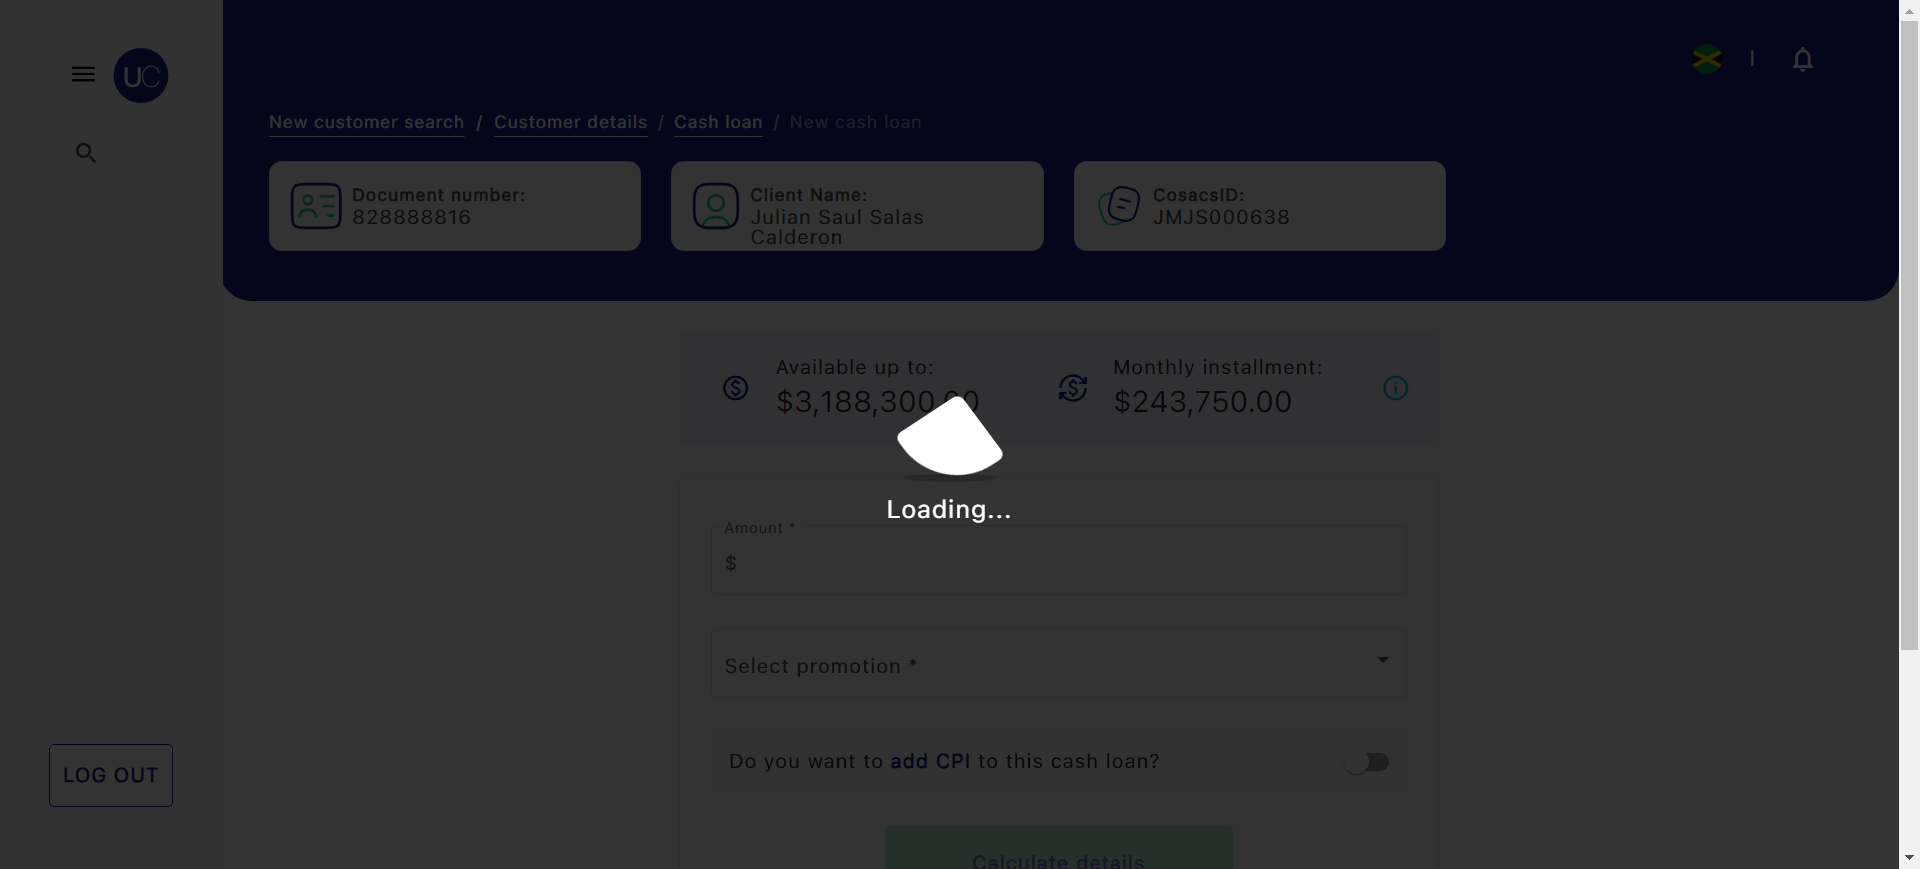 UC
New customer search / Customer details / Cash loan / New cash loan
Document number:
828888816
Client Name:
Julian Saul Salas
Calderon
CosacsID:
JMJS000638
Available up to:
$3,188,300.00
Monthly installment:
$243,750.00
Loading...
Amount *
$
Select promotion *
Do you want to add CPI to this cash loan?
LOG OUT
Calculate details